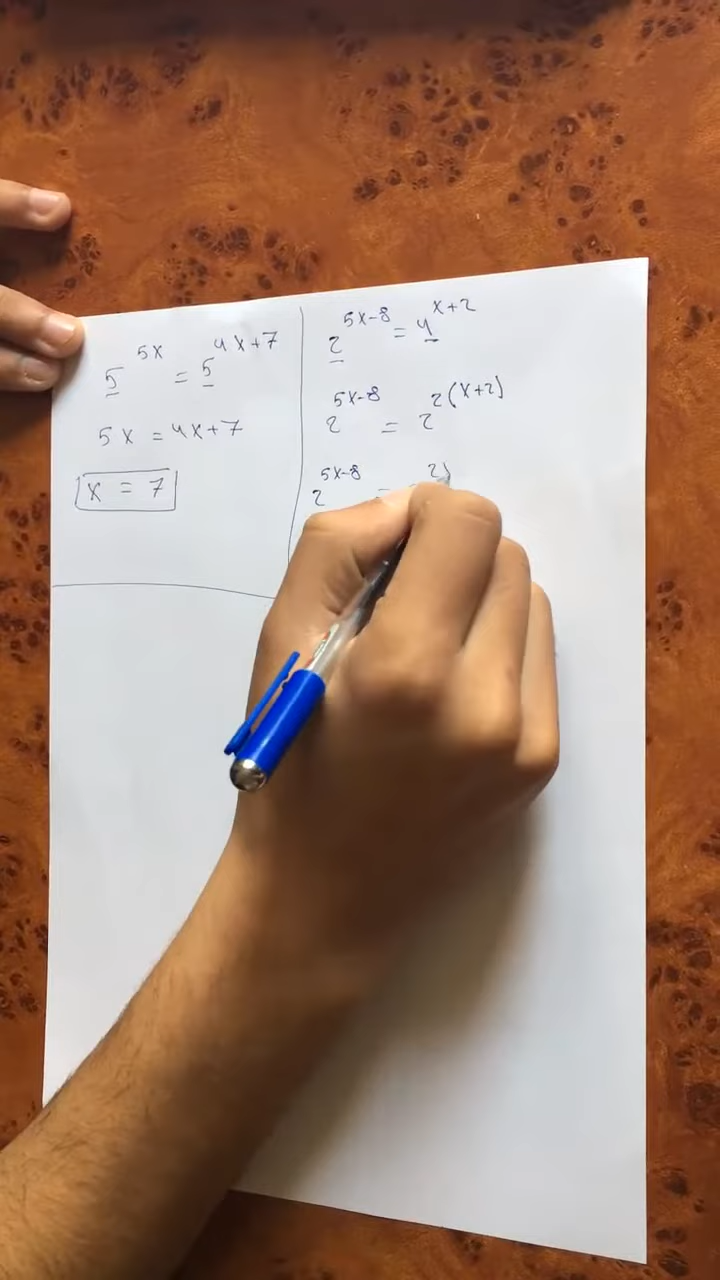 5^{5x} = 5^{4x+7}
5x = 4x+7
x = 7
2^{5x-8} = 4^{x+2}
2^{5x-8} = 2^{2(x+2)}
2^{5x-8} = 2